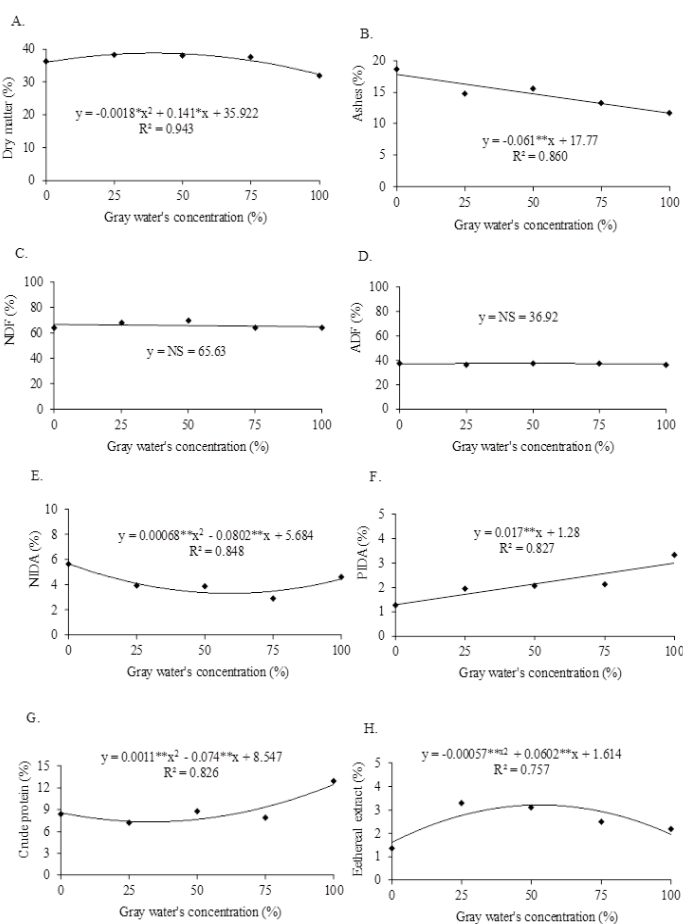 A.
Dry matter (%)
40
30
20
10
0
y = -0.0018*x² + 0.141*x + 35.922
R² = 0.943
0 25 50 75 100
Gray water's concentration (%)
B.
Ashes (%)
20
15
10
5
0
y = -0.061**x + 17.77
R² = 0.860
0 25 50 75 100
Gray water's concentration (%)
C.
NDF (%)
100
80
60
40
20
0
y = NS = 65.63
0 25 50 75 100
Gray water's concentration (%)
D.
ADF (%)
100
80
60
40
20
0
y = NS = 36.92
0 25 50 75 100
Gray water's concentration (%)
E.
NIDA (%)
10
8
6
4
2
0
y = 0.00068**x² - 0.0802**x + 5.684
R² = 0.848
0 25 50 75 100
Gray water's concentration (%)
F.
PIDA (%)
5
4
3
2
1
0
y = 0.017**x + 1.28
R² = 0.827
0 25 50 75 100
Gray water's concentration (%)
G.
Crude protein (%)
15
12
9
6
3
0
y = 0.0011**x² - 0.074**x + 8.547
R² = 0.826
0 25 50 75 100
Gray water's concentration (%)
H.
Eethereal extract (%)
5
4
3
2
1
0
y = -0.00057**x² + 0.0602**x + 1.614
R² = 0.757
0 25 50 75 100
Gray water's concentration (%)